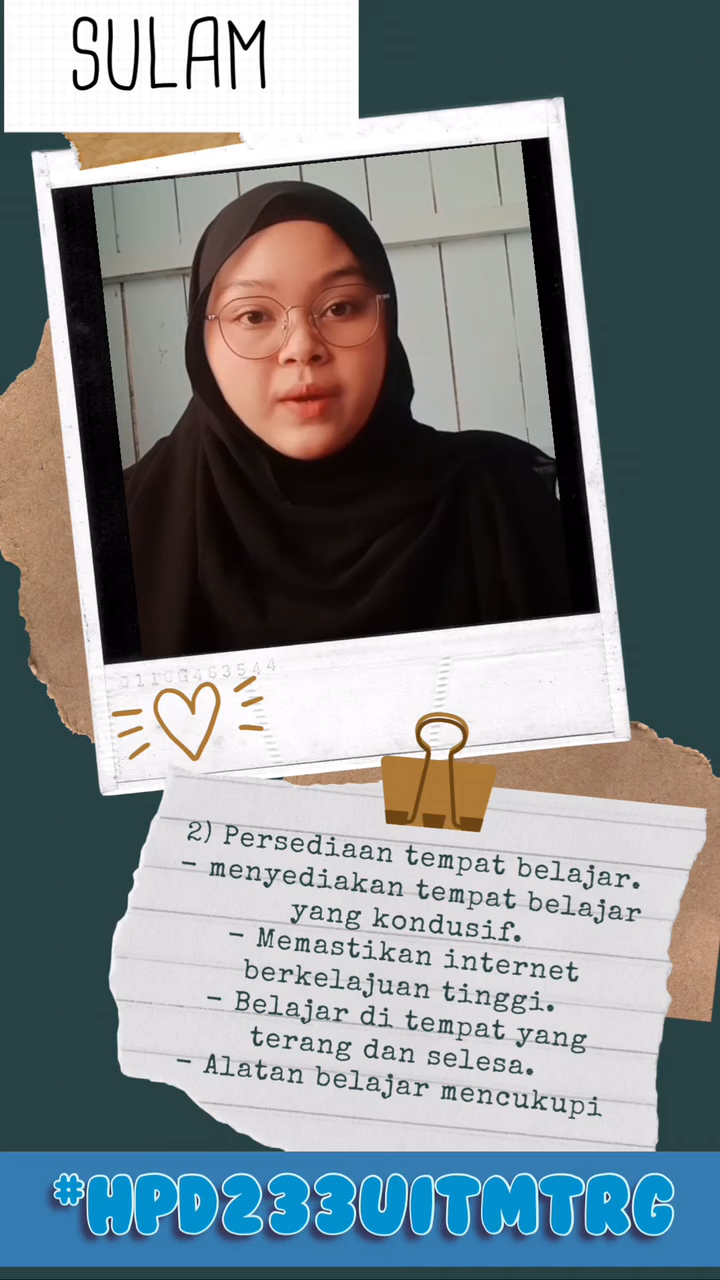 SULAM
2) Persediaan tempat belajar.
- menyediakan tempat belajar
yang kondusif.
- Memastikan internet
berkelajuan tinggi.
- Belajar di tempat yang
terang dan selesa.
- Alatan belajar mencukupi
#HPD233UITMTRG